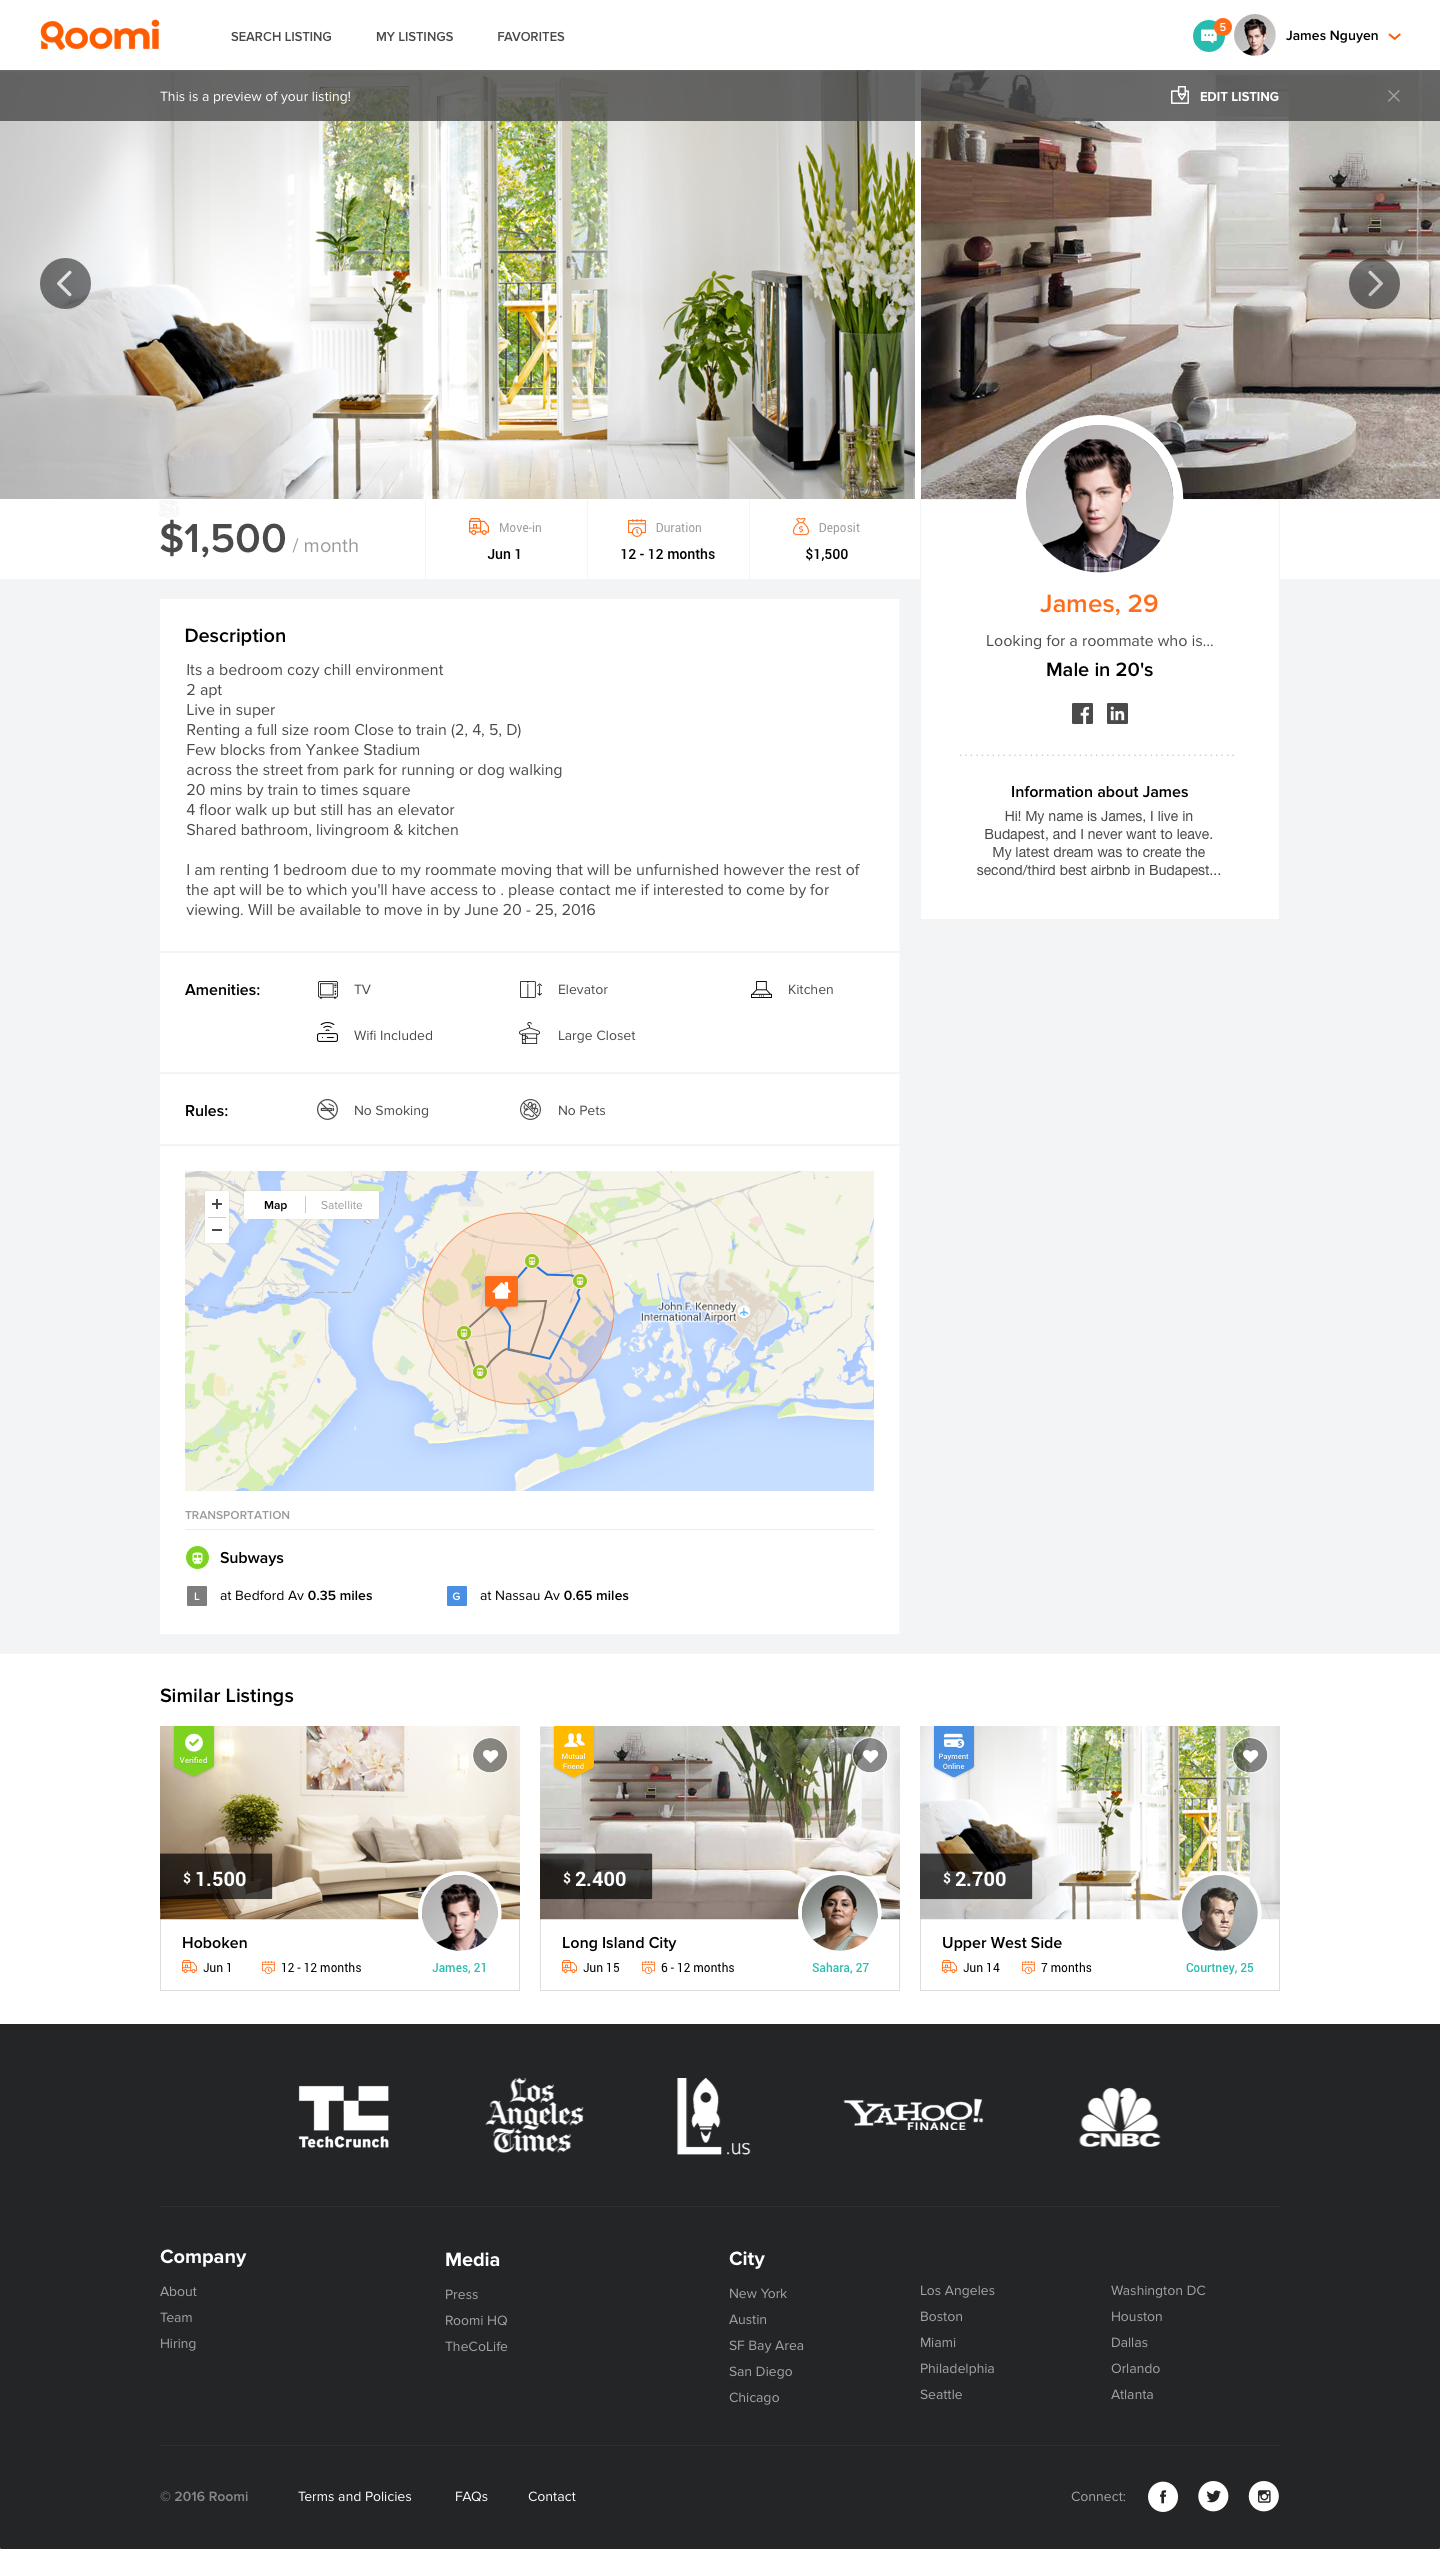 Roomi
SEARCH LISTING
MY LISTINGS
FAVORITES
5
James Nguyen
This is a preview of your listing!
EDIT LISTING
$1,500 / month
Move-in
Jun 1
Duration
12 - 12 months
Deposit
$1,500
James, 29
Looking for a roommate who is...
Male in 20's
Information about James
Hi! My name is James, I live in
Budapest, and I never want to leave.
My latest dream was to create the
second/third best airbnb in Budapest...
Description
Its a bedroom cozy chill environment
2 apt
Live in super
Renting a full size room Close to train (2, 4, 5, D)
Few blocks from Yankee Stadium
across the street from park for running or dog walking
20 mins by train to times square
4 floor walk up but still has an elevator
Shared bathroom, livingroom & kitchen
I am renting 1 bedroom due to my roommate moving that will be unfurnished however the rest of
the apt will be to which you'll have access to . please contact me if interested to come by for
viewing. Will be available to move in by June 20 - 25, 2016
Amenities:
TV
Elevator
Kitchen
Wifi Included
Large Closet
Rules:
No Smoking
No Pets
+
−
Map
Satellite
John F. Kennedy
International Airport
TRANSPORTATION
Subways
L at Bedford Av 0.35 miles
G at Nassau Av 0.65 miles
Similar Listings
Verified
$ 1.500
Hoboken
Jun 1
12 - 12 months
James, 21
Mutual
Friend
$ 2.400
Long Island City
Jun 15
6 - 12 months
Sahara, 27
Payment
Online
$ 2.700
Upper West Side
Jun 14
7 months
Courtney, 25
TC
TechCrunch
Los
Angeles
Times
L .us
YAHOO!
FINANCE
CNBC
Company
About
Team
Hiring
Media
Press
Roomi HQ
TheCoLife
City
New York
Austin
SF Bay Area
San Diego
Chicago
Los Angeles
Boston
Miami
Philadelphia
Seattle
Washington DC
Houston
Dallas
Orlando
Atlanta
© 2016 Roomi
Terms and Policies
FAQs
Contact
Connect: